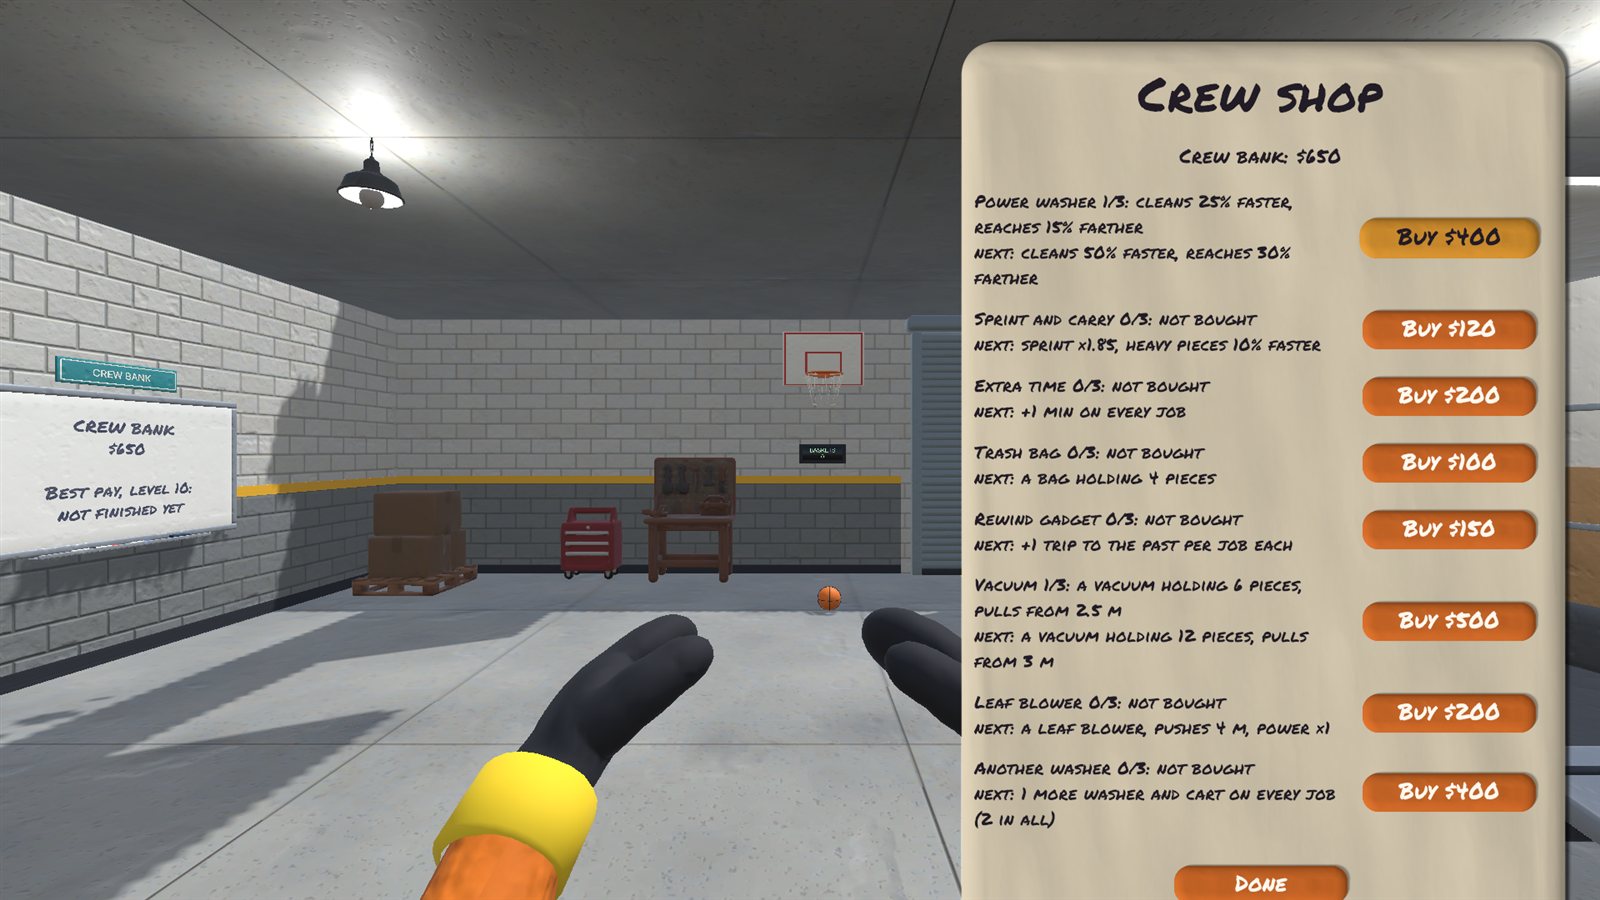 CREW SHOP
CREW BANK: $650
POWER WASHER 1/3: CLEANS 25% FASTER,
REACHES 15% FARTHER
NEXT: CLEANS 50% FASTER, REACHES 30%
FARTHER
BUY $400
SPRINT AND CARRY 0/3: NOT BOUGHT
NEXT: SPRINT X1.85, HEAVY PIECES 10% FASTER
BUY $120
EXTRA TIME 0/3: NOT BOUGHT
NEXT: +1 MIN ON EVERY JOB
BUY $200
TRASH BAG 0/3: NOT BOUGHT
NEXT: A BAG HOLDING 4 PIECES
BUY $100
REWIND GADGET 0/3: NOT BOUGHT
NEXT: +1 TRIP TO THE PAST PER JOB EACH
BUY $150
VACUUM 1/3: A VACUUM HOLDING 6 PIECES,
PULLS FROM 2.5 M
NEXT: A VACUUM HOLDING 12 PIECES, PULLS
FROM 3 M
BUY $500
LEAF BLOWER 0/3: NOT BOUGHT
NEXT: A LEAF BLOWER, PUSHES 4 M, POWER X1
BUY $200
ANOTHER WASHER 0/3: NOT BOUGHT
NEXT: 1 MORE WASHER AND CART ON EVERY JOB
(2 IN ALL)
BUY $400
DONE
CREW BANK
CREW BANK
$650
BEST PAY, LEVEL 10:
NOT FINISHED YET
BASKETS